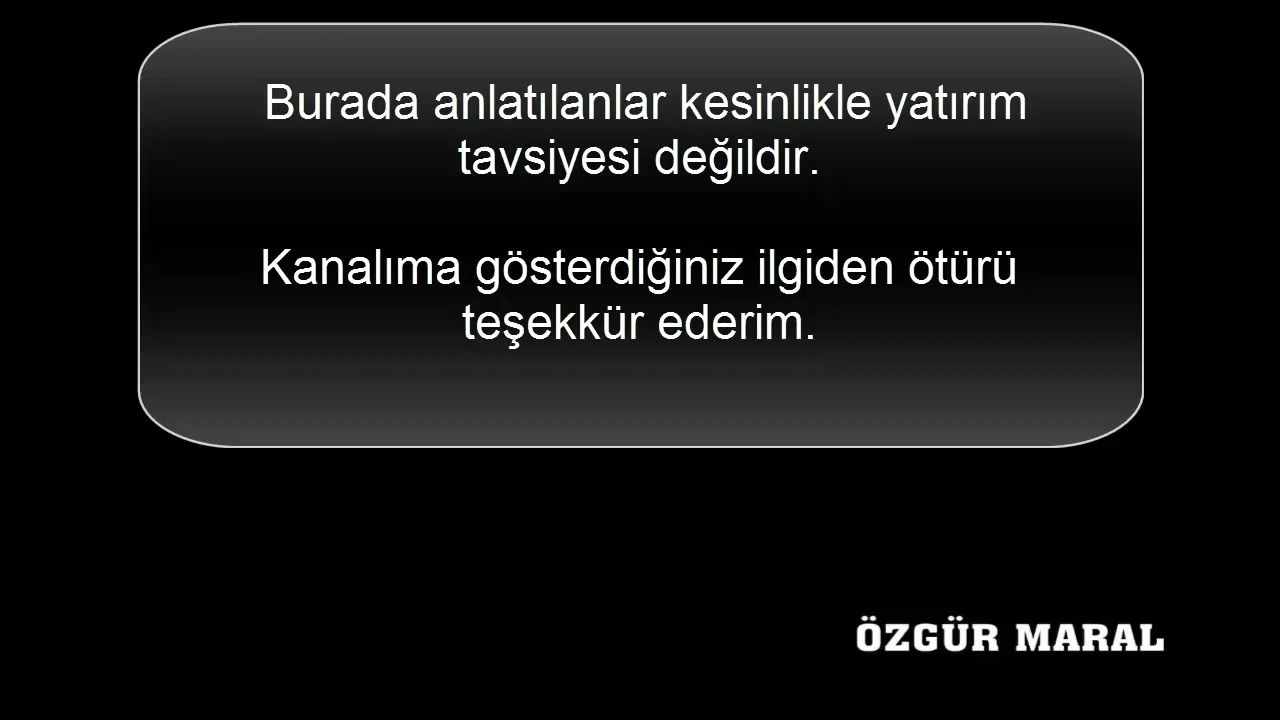 Burada anlatılanlar kesinlikle yatırım
tavsiyesi değildir.
Kanalıma gösterdiğiniz ilgiden ötürü
teşekkür ederim.
ÖZGÜR MARAL